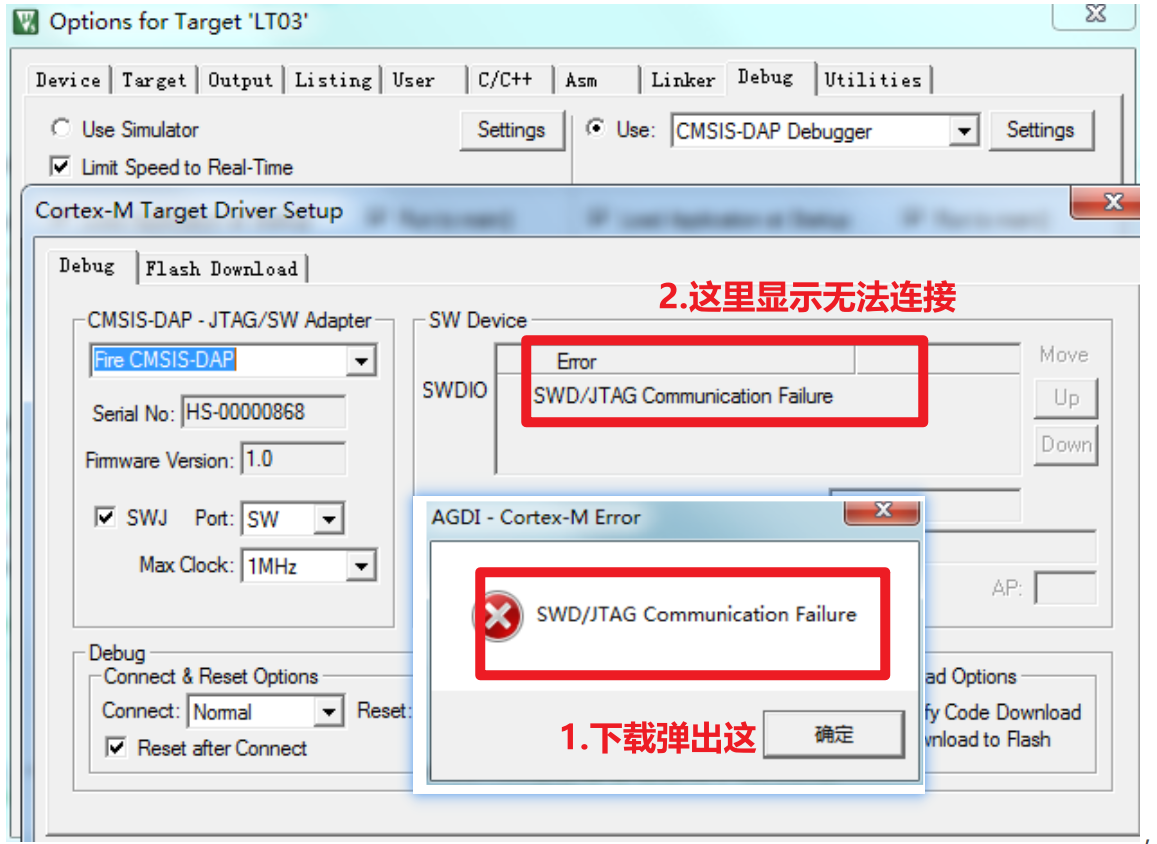 Options for Target 'LT03'
Device Target Output Listing User C/C++ Asm Linker Debug Utilities
Use Simulator Settings Use: CMSIS-DAP Debugger Settings
Limit Speed to Real-Time
Cortex-M Target Driver Setup
Debug Flash Download
2.这里显示无法连接
CMSIS-DAP - JTAG/SW Adapter
Fire CMSIS-DAP
Serial No: HS-00000868
Firmware Version: 1.0
SWJ Port: SW
Max Clock: 1MHz
SW Device
Error
SWDIO SWD/JTAG Communication Failure
Move
Up
Down
AP:
AGDI - Cortex-M Error
SWD/JTAG Communication Failure
1.下载弹出这 确定
Debug
Connect & Reset Options
Connect: Normal Reset:
Reset after Connect
ad Options
fy Code Download
wnload to Flash
,